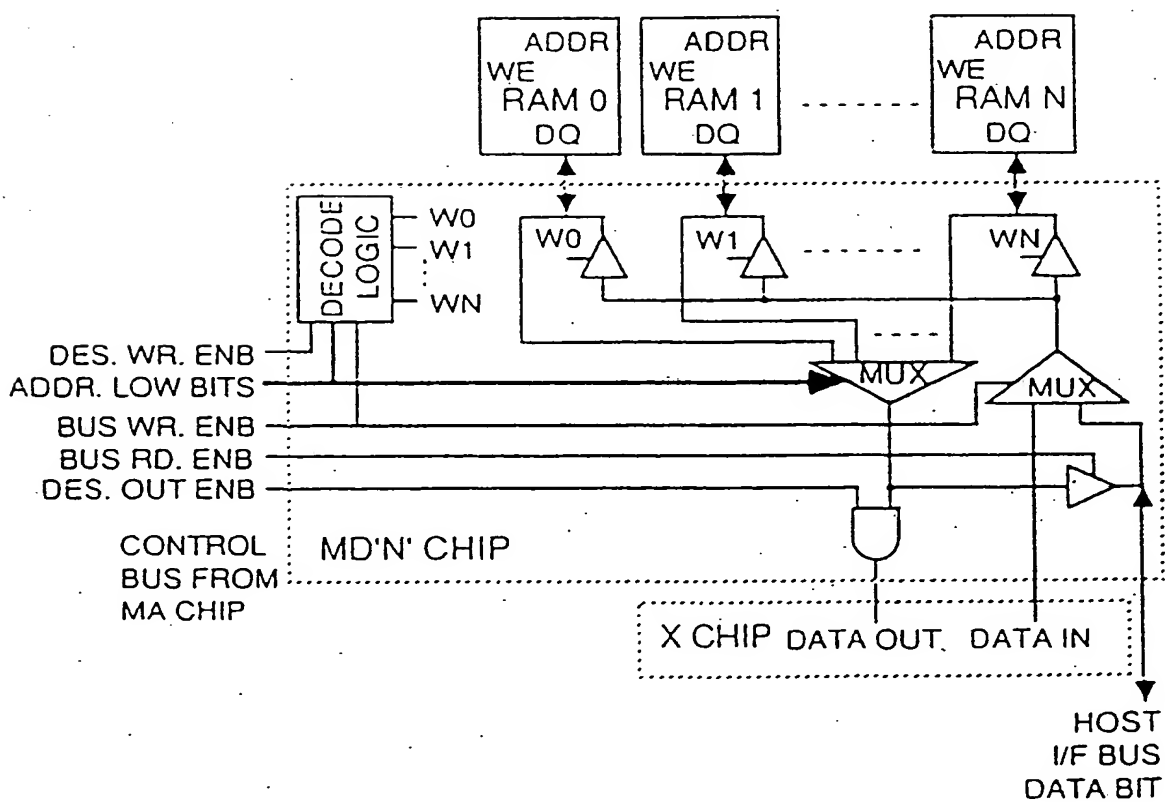 ADDR
WE
RAM 0
DQ
ADDR
WE
RAM 1
DQ
ADDR
WE
RAM N
DQ
DECODE
LOGIC
W0
W1
WN
W0
W1
WN
MUX
MUX
DES. WR. ENB
ADDR. LOW BITS
BUS WR. ENB
BUS RD. ENB
DES. OUT ENB
CONTROL
BUS FROM
MA CHIP
MD'N' CHIP
X CHIP DATA OUT DATA IN
HOST
I/F BUS
DATA BIT